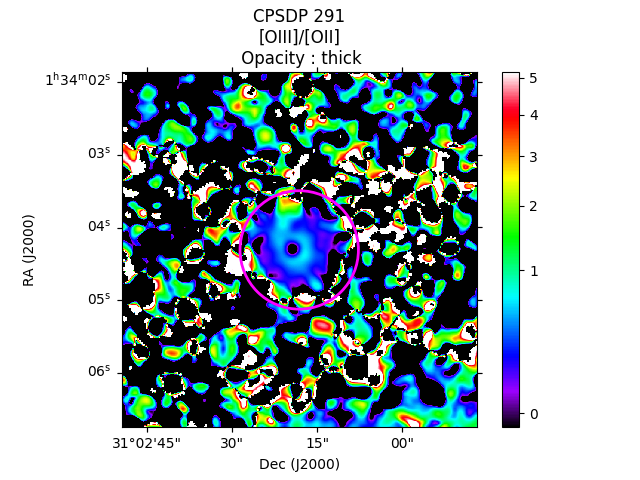 CPSDP 291
[OIII]/[OII]
Opacity : thick
1ʰ34ᵐ02ˢ
03ˢ
04ˢ
05ˢ
06ˢ
RA (J2000)
31°02'45" 30" 15" 00"
Dec (J2000)
5
4
3
2
1
0